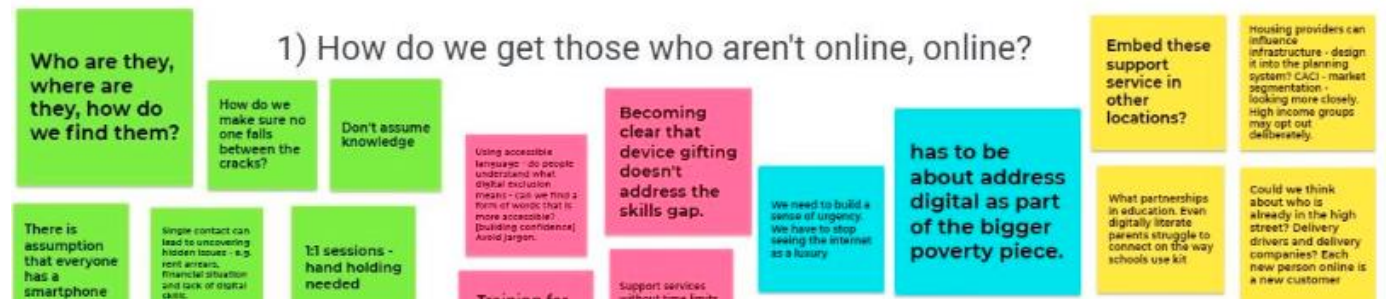 1) How do we get those who aren't online, online?
Who are they,
where are
they, how do
we find them?
How do we
make sure no
one falls
between the
cracks?
Don't assume
knowledge
There is
assumption
that everyone
has a
smartphone
Single contact can
lead to uncovering
hidden issues - e.g.
rent arrears,
financial situation
and lack of digital
skills.
1:1 sessions -
hand holding
needed
Using accessible
language - do people
understand what
digital exclusion
means - can we find a
form of words that is
more accessible?
[building confidence]
Avoid jargon.
Becoming
clear that
device gifting
doesn't
address the
skills gap.
Training for
Support services
without time limits
We need to build a
sense of urgency.
We have to stop
seeing the internet
as a luxury
has to be
about address
digital as part
of the bigger
poverty piece.
Embed these
support
service in
other
locations?
Housing providers can
influence
infrastructure - design
it into the planning
system? CACI - market
segmentation -
looking more closely.
High income groups
may opt out
deliberately.
What partnerships
in education. Even
digitally literate
parents struggle to
connect on the way
schools use kit
Could we think
about who is
already in the high
street? Delivery
drivers and delivery
companies? Each
new person online is
a new customer